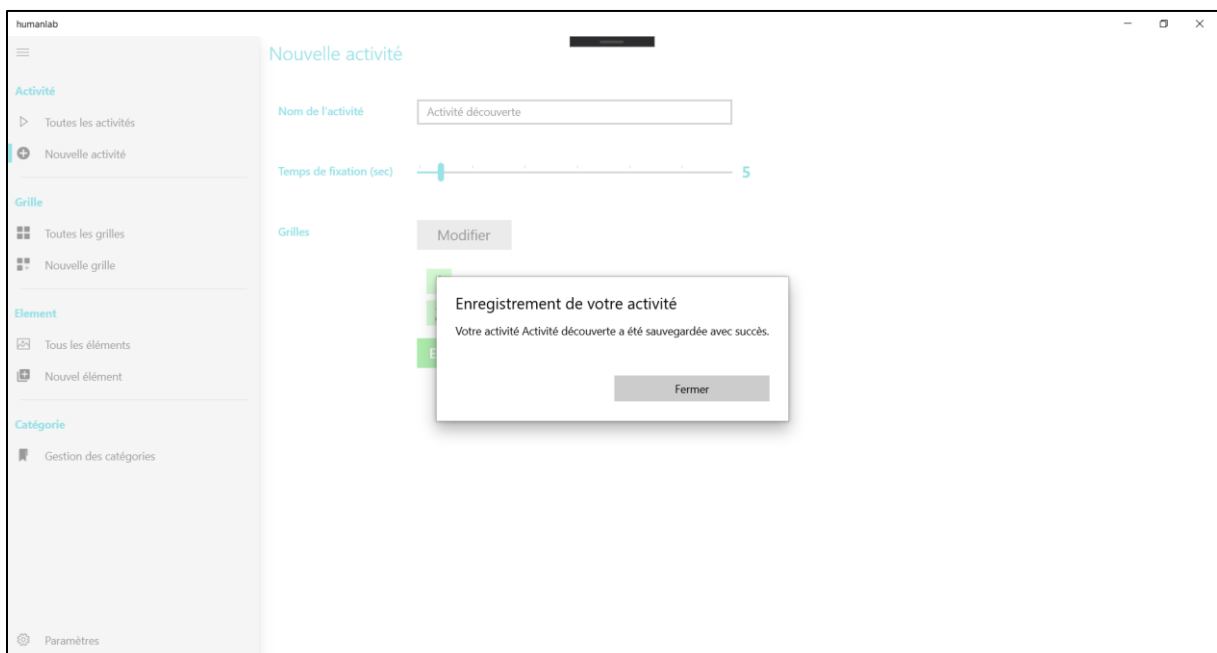 humanlab
Nouvelle activité
Activité
Toutes les activités
Nouvelle activité
Grille
Toutes les grilles
Nouvelle grille
Element
Tous les éléments
Nouvel élément
Catégorie
Gestion des catégories
Paramètres
Nom de l'activité
Activité découverte
Temps de fixation (sec)
5
Grilles
Modifier
Enregistrement de votre activité
Votre activité Activité découverte a été sauvegardée avec succès.
Fermer